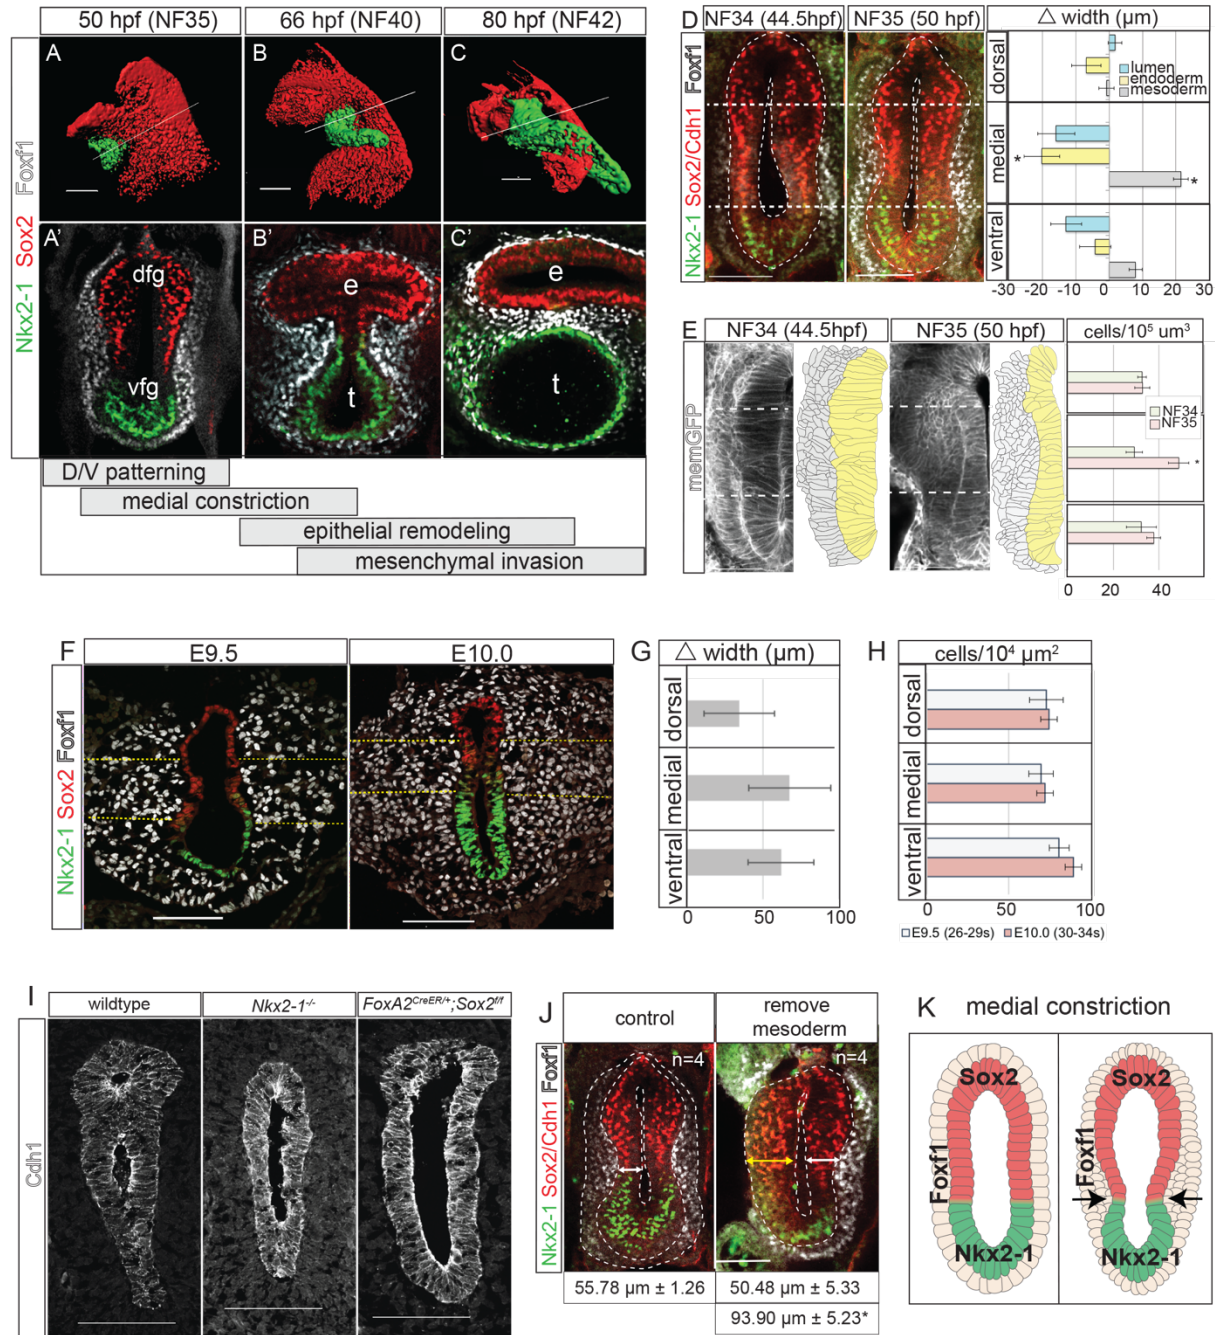 50 hpf (NF35)
66 hpf (NF40)
80 hpf (NF42)
Nkx2-1 Sox2 Foxf1
A
B
C
A'
B'
C'
dfg
vfg
e
t
e
t
D/V patterning
medial constriction
epithelial remodeling
mesenchymal invasion
D
NF34 (44.5hpf)
NF35 (50 hpf)
△ width (µm)
Nkx2-1 Sox2/Cdh1 Foxf1
dorsal
medial
ventral
lumen
endoderm
mesoderm
*
*
-30 -20 -10 0 10 20 30
E
NF34 (44.5hpf)
NF35 (50 hpf)
cells/10⁵ um³
memGFP
NF34
NF35
*
0 20 40
F
E9.5
E10.0
Nkx2-1 Sox2 Foxf1
G
△ width (µm)
dorsal
medial
ventral
0 50 100
H
cells/10⁴ µm²
dorsal
medial
ventral
0 50 100
E9.5 (26-29s) E10.0 (30-34s)
I
wildtype
Nkx2-1-/-
FoxA2CreER/+;Sox2f/f
Cdh1
J
control
remove
mesoderm
Nkx2-1 Sox2/Cdh1 Foxf1
n=4
n=4
55.78 µm ± 1.26
50.48 µm ± 5.33
93.90 µm ± 5.23*
K
medial constriction
Sox2
Foxf1
Nkx2-1
Sox2
Foxf1
Nkx2-1